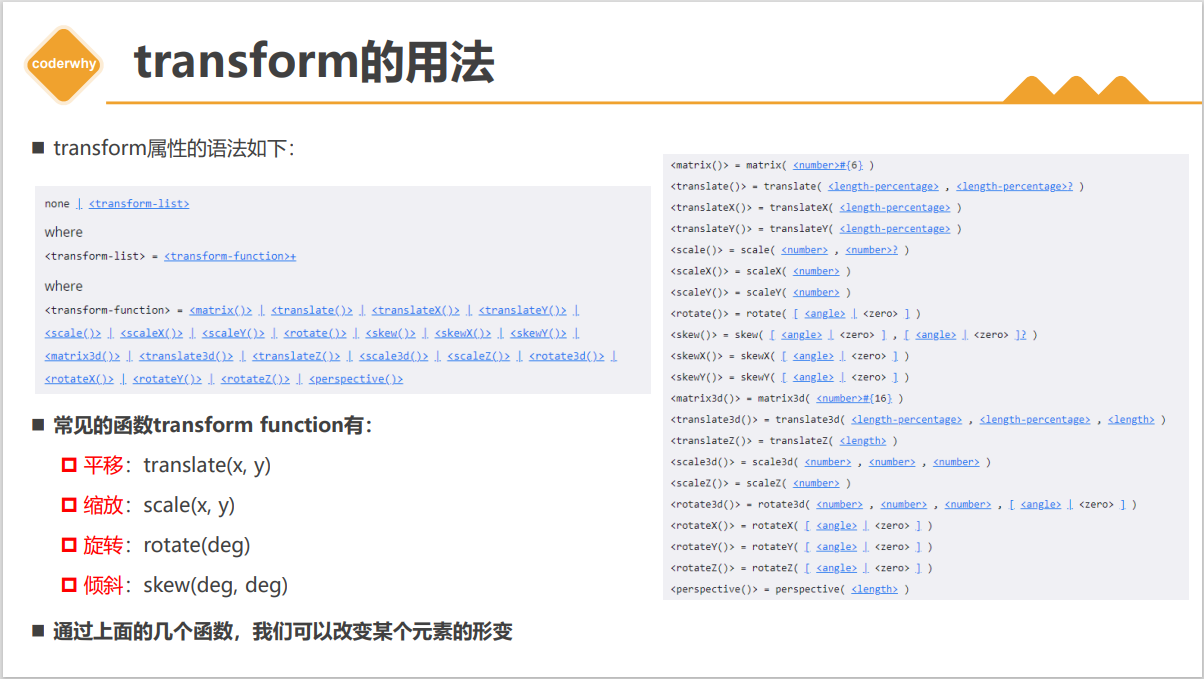 coderwhy
transform的用法
transform属性的语法如下：
none | <transform-list>
where
<transform-list> = <transform-function>+
where
<transform-function> = <matrix()> | <translate()> | <translateX()> | <translateY()> |
<scale()> | <scaleX()> | <scaleY()> | <rotate()> | <skew()> | <skewX()> | <skewY()> |
<matrix3d()> | <translate3d()> | <translateZ()> | <scale3d()> | <scaleZ()> | <rotate3d()> |
<rotateX()> | <rotateY()> | <rotateZ()> | <perspective()>
常见的函数transform function有：
平移：translate(x, y)
缩放：scale(x, y)
旋转：rotate(deg)
倾斜：skew(deg, deg)
通过上面的几个函数，我们可以改变某个元素的形变
<matrix()> = matrix( <number>#{6} )
<translate()> = translate( <length-percentage> , <length-percentage>? )
<translateX()> = translateX( <length-percentage> )
<translateY()> = translateY( <length-percentage> )
<scale()> = scale( <number> , <number>? )
<scaleX()> = scaleX( <number> )
<scaleY()> = scaleY( <number> )
<rotate()> = rotate( [ <angle> | <zero> ] )
<skew()> = skew( [ <angle> | <zero> ] , [ <angle> | <zero> ]? )
<skewX()> = skewX( [ <angle> | <zero> ] )
<skewY()> = skewY( [ <angle> | <zero> ] )
<matrix3d()> = matrix3d( <number>#{16} )
<translate3d()> = translate3d( <length-percentage> , <length-percentage> , <length> )
<translateZ()> = translateZ( <length> )
<scale3d()> = scale3d( <number> , <number> , <number> )
<scaleZ()> = scaleZ( <number> )
<rotate3d()> = rotate3d( <number> , <number> , <number> , [ <angle> | <zero> ] )
<rotateX()> = rotateX( [ <angle> | <zero> ] )
<rotateY()> = rotateY( [ <angle> | <zero> ] )
<rotateZ()> = rotateZ( [ <angle> | <zero> ] )
<perspective()> = perspective( <length> )